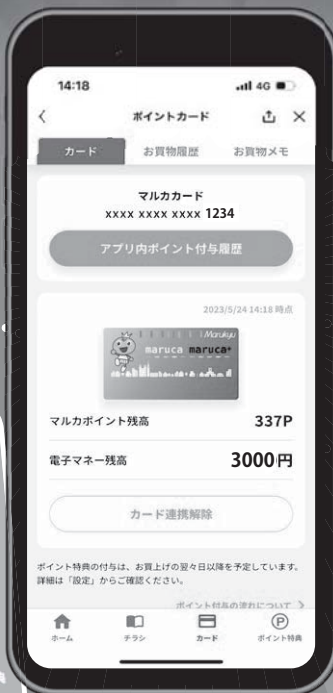 14:18
4G
ポイントカード
カード
お買物履歴
お買物メモ
マルカカード
xxxx xxxx xxxx 1234
アプリ内ポイント付与履歴
2023/5/24 14:18 時点
Marukyu
maruca maruca+
マルカポイント残高
337P
電子マネー残高
3000円
カード連携解除
ポイント特典の付与は、お買上げの翌々日以降を予定しています。
詳細は「設定」からご確認ください。
ポイント付与の流れについて
ホーム
チラシ
カード
P
ポイント特典